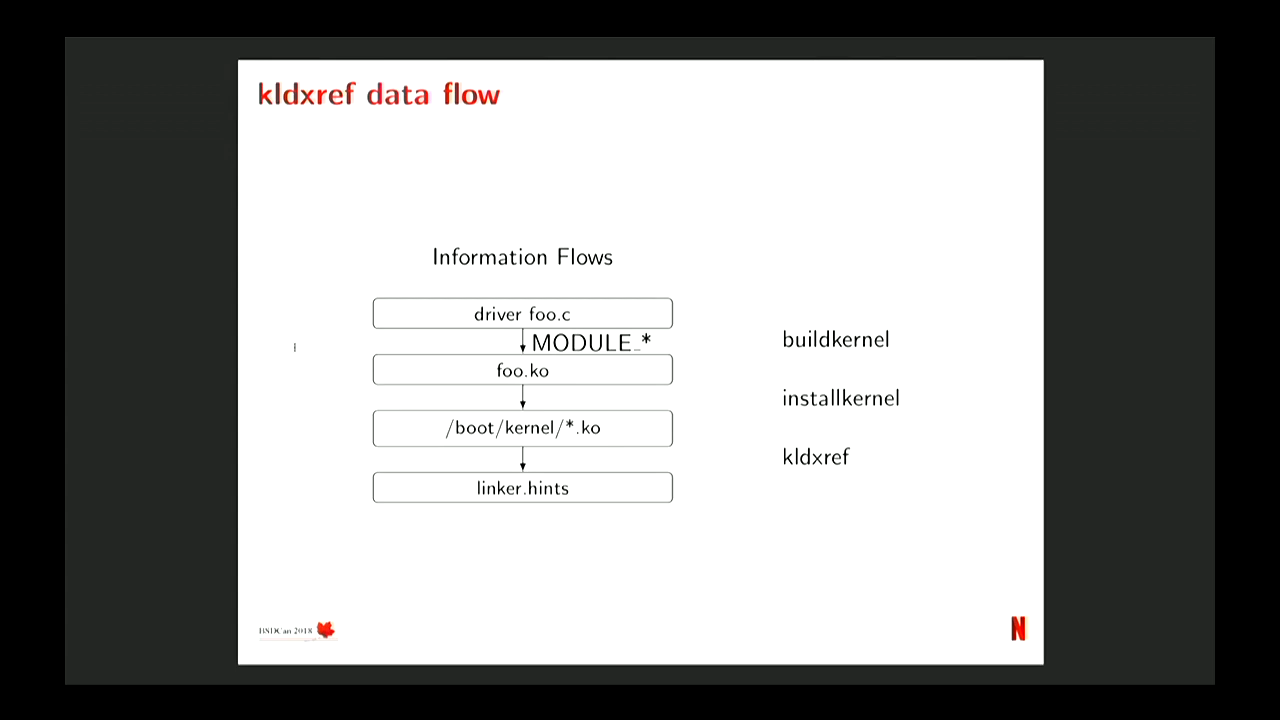 kldxref data flow
Information Flows
driver foo.c
MODULE_*
foo.ko
/boot/kernel/*.ko
linker.hints
buildkernel
installkernel
kldxref
BSDCan 2018
N